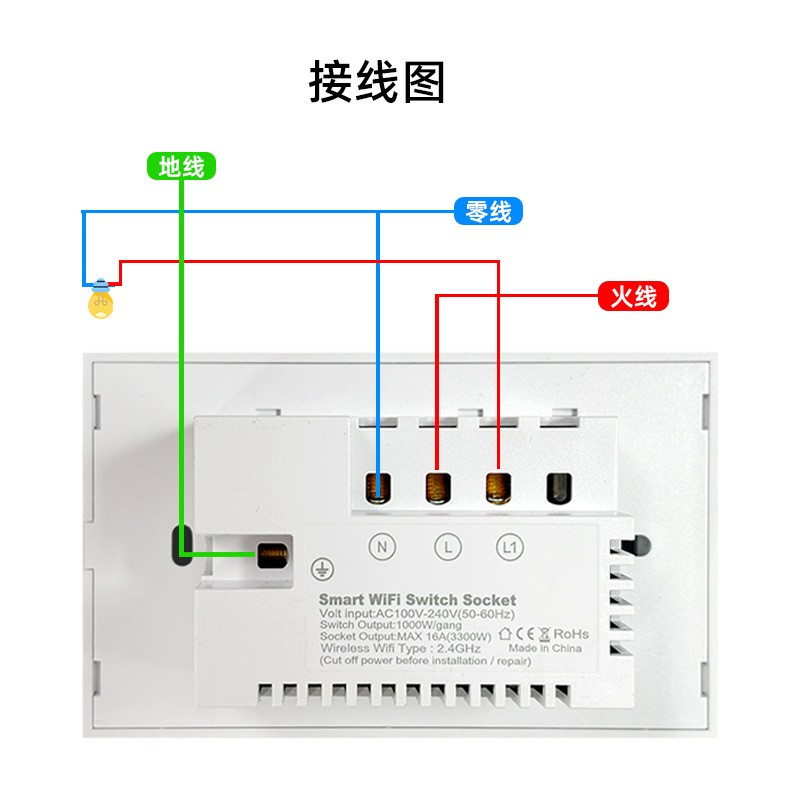 接线图
地线
零线
火线
N
L
L1
Smart WiFi Switch Socket
Volt input:AC100V-240V(50-60Hz)
Switch Output:1000W/gang
Socket Output:MAX 16A(3300W)
CE RoHs
Wireless Wifi Type : 2.4GHz
Made in China
(Cut off power before installation / repair)